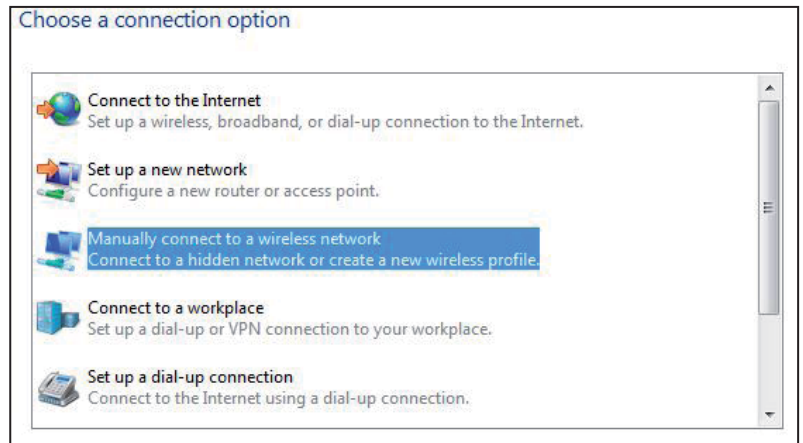 Choose a connection option
Connect to the Internet
Set up a wireless, broadband, or dial-up connection to the Internet.
Set up a new network
Configure a new router or access point.
Manually connect to a wireless network
Connect to a hidden network or create a new wireless profile.
Connect to a workplace
Set up a dial-up or VPN connection to your workplace.
Set up a dial-up connection
Connect to the Internet using a dial-up connection.